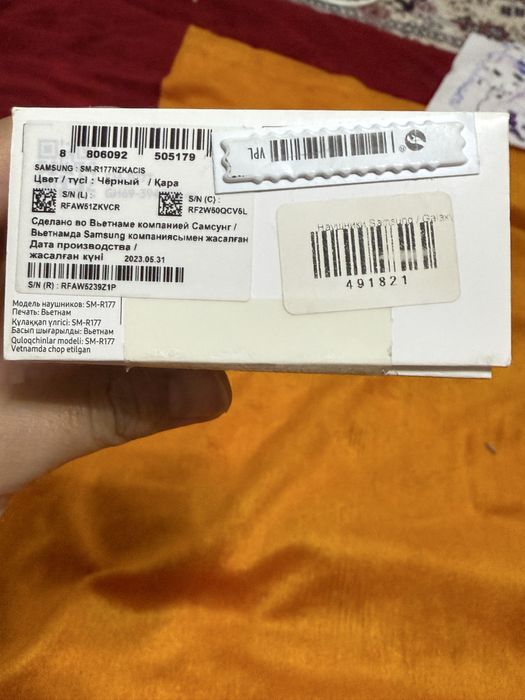 8 806092 505179
SAMSUNG : SM-R177NZKACIS
Цвет / түсі : Чёрный / Қара
S/N (L) :
RFAW51ZKVCR
S/N (C) :
RF2W50QCV5L
Сделано во Вьетнаме компанией Самсунг /
Вьетнамда Samsung компаниясымен жасалған
Дата производства /
жасалған күні 2023.05.31
S/N (R) : RFAW5239Z1P
Модель наушников: SM-R177
Печать: Вьетнам
Құлаққап үлгісі: SM-R177
Басып шығарылды: Вьетнам
Quloqchinlar modeli: SM-R177
Vetnamda chop etilgan
VPL
®
Наушники Samsung / Galaxy
491821